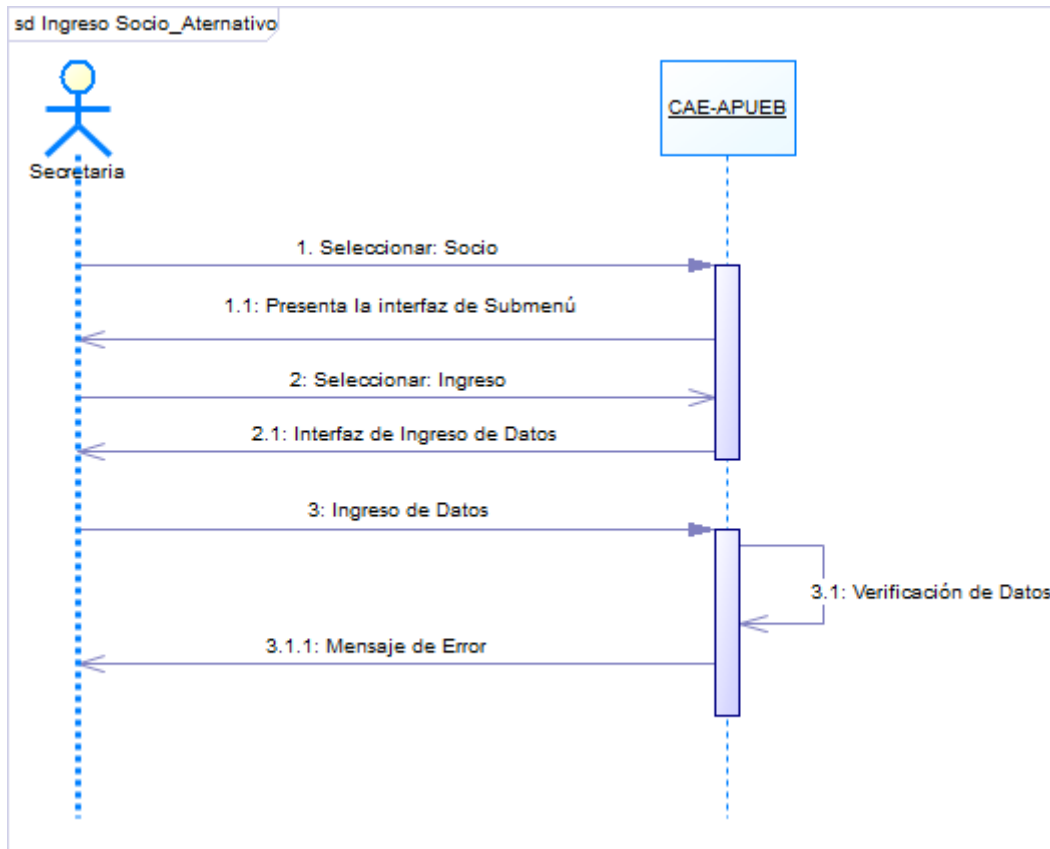 sd Ingreso Socio_Aternativo
CAE-APUEB
Secretaria
1. Seleccionar: Socio
1.1: Presenta la interfaz de Submenú
2: Seleccionar: Ingreso
2.1: Interfaz de Ingreso de Datos
3: Ingreso de Datos
3.1: Verificación de Datos
3.1.1: Mensaje de Error